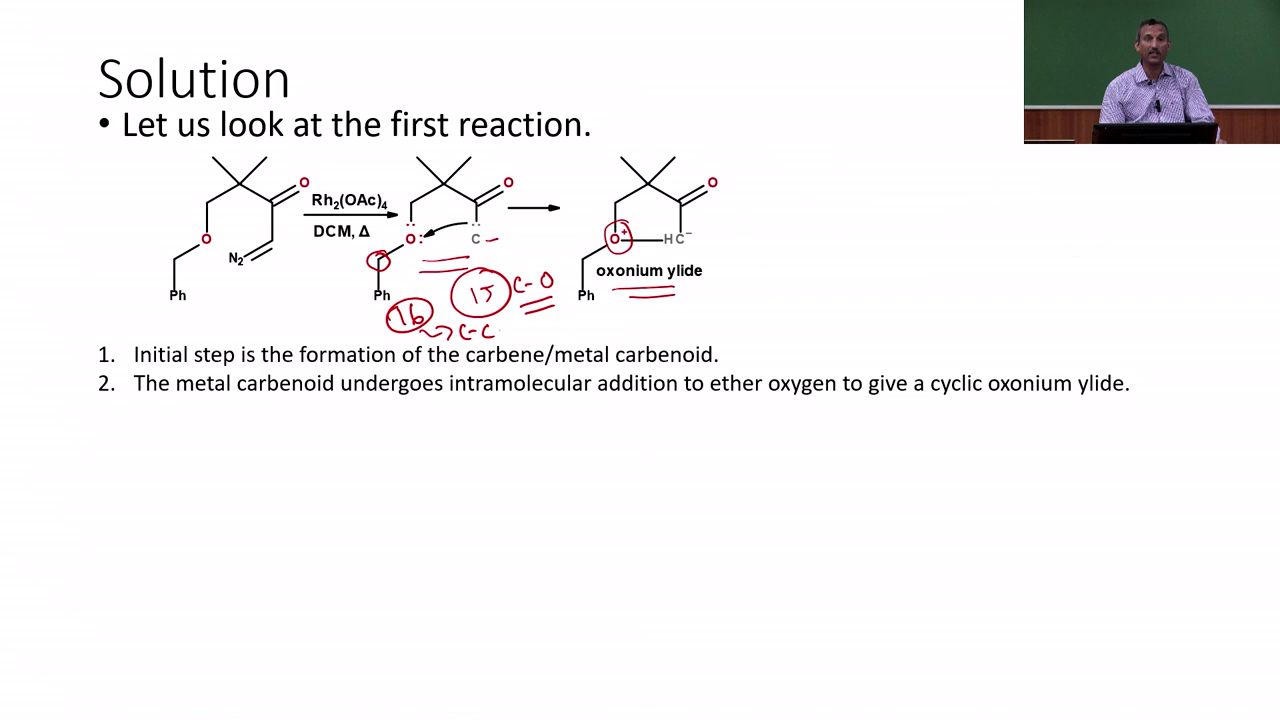 Solution
• Let us look at the first reaction.
O
Rh₂(OAc)₄
DCM, Δ
O
N₂
Ph
O
O:
C
Ph
O
O+
HC⁻
oxonium ylide
Ph
15 C-O
16
C-C
1. Initial step is the formation of the carbene/metal carbenoid.
2. The metal carbenoid undergoes intramolecular addition to ether oxygen to give a cyclic oxonium ylide.